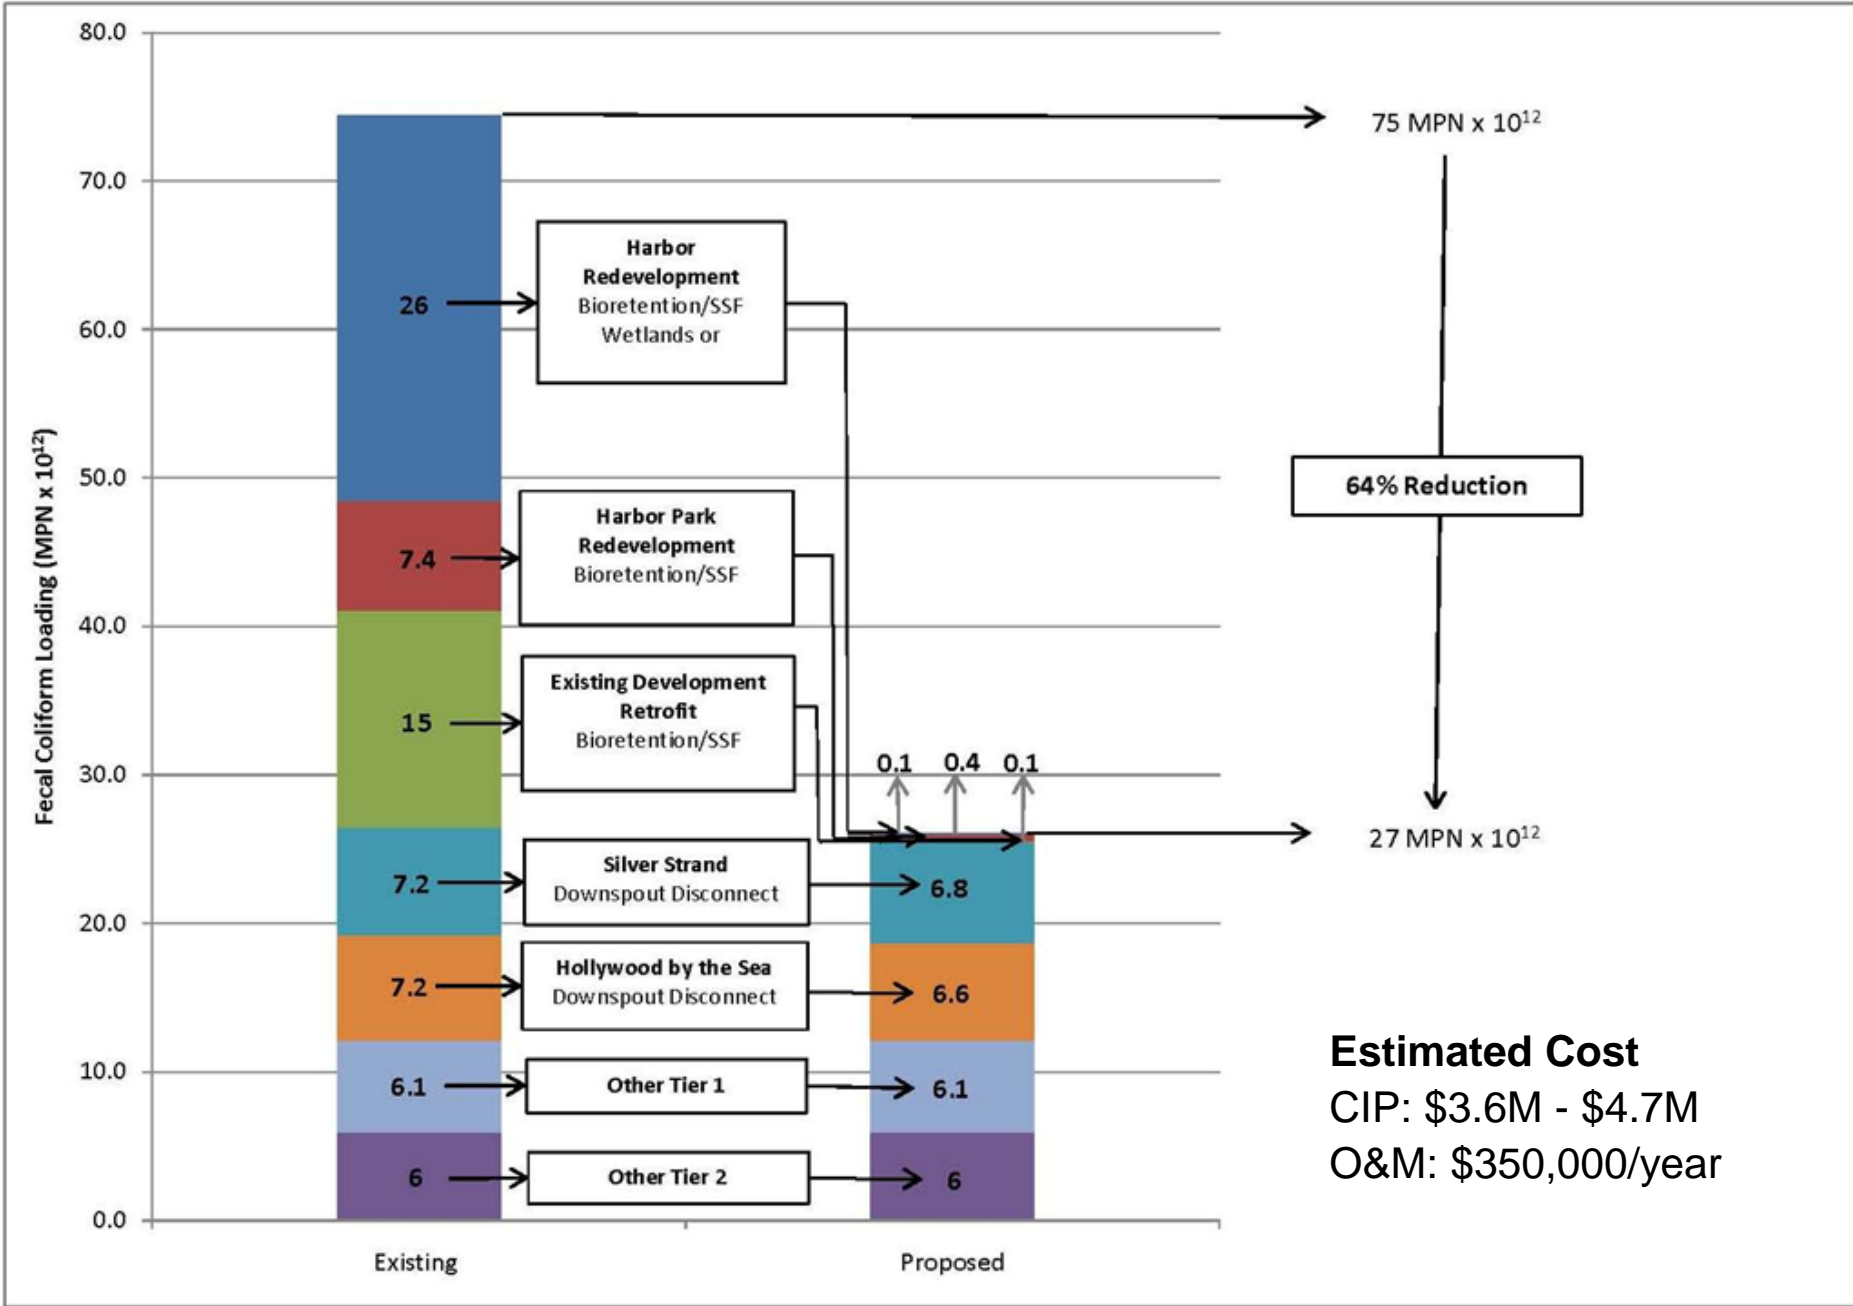 Fecal Coliform Loading (MPN x 10¹²)
80.0
70.0
60.0
50.0
40.0
30.0
20.0
10.0
0.0
26
7.4
15
7.2
7.2
6.1
6
Harbor
Redevelopment
Bioretention/SSF
Wetlands or
Harbor Park
Redevelopment
Bioretention/SSF
Existing Development
Retrofit
Bioretention/SSF
Silver Strand
Downspout Disconnect
Hollywood by the Sea
Downspout Disconnect
Other Tier 1
Other Tier 2
0.1 0.4 0.1
6.8
6.6
6.1
6
Existing
Proposed
75 MPN x 10¹²
64% Reduction
27 MPN x 10¹²
Estimated Cost
CIP: $3.6M - $4.7M
O&M: $350,000/year